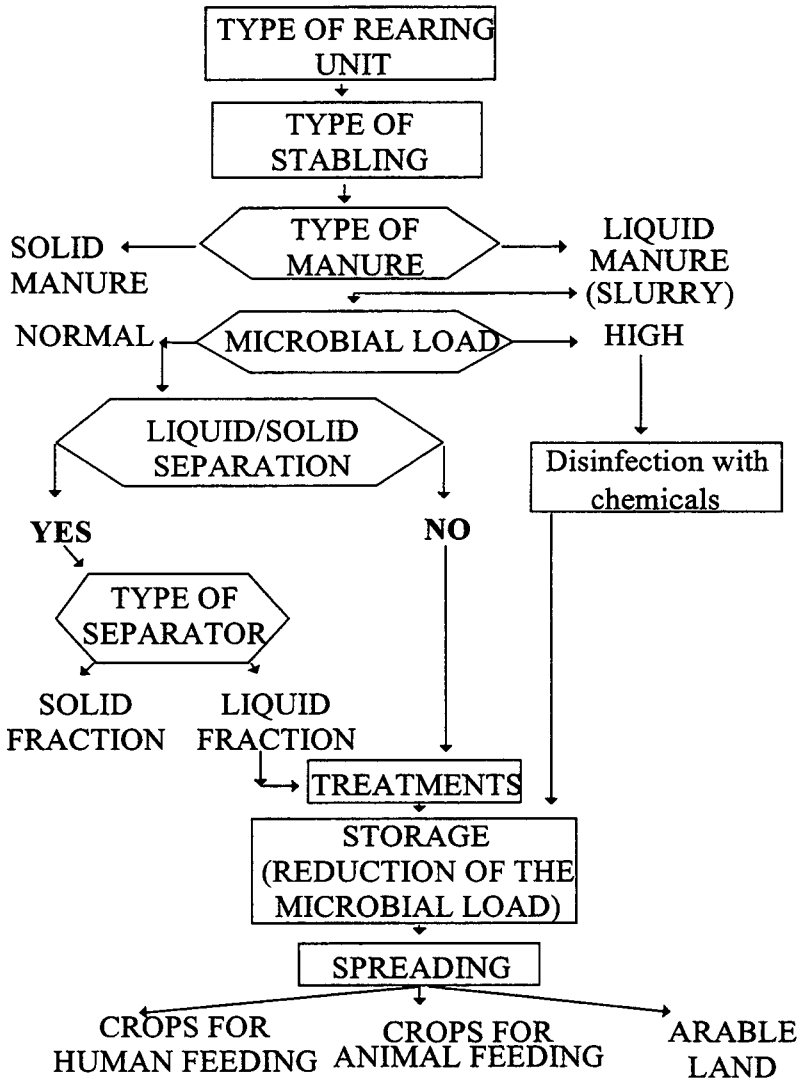 TYPE OF REARING
UNIT
TYPE OF
STABLING
TYPE OF
MANURE
SOLID
MANURE
LIQUID
MANURE
(SLURRY)
NORMAL
MICROBIAL LOAD
HIGH
LIQUID/SOLID
SEPARATION
Disinfection with
chemicals
YES
NO
TYPE OF
SEPARATOR
SOLID
FRACTION
LIQUID
FRACTION
TREATMENTS
STORAGE
(REDUCTION OF THE
MICROBIAL LOAD)
SPREADING
CROPS FOR
HUMAN FEEDING
CROPS FOR
ANIMAL FEEDING
ARABLE
LAND